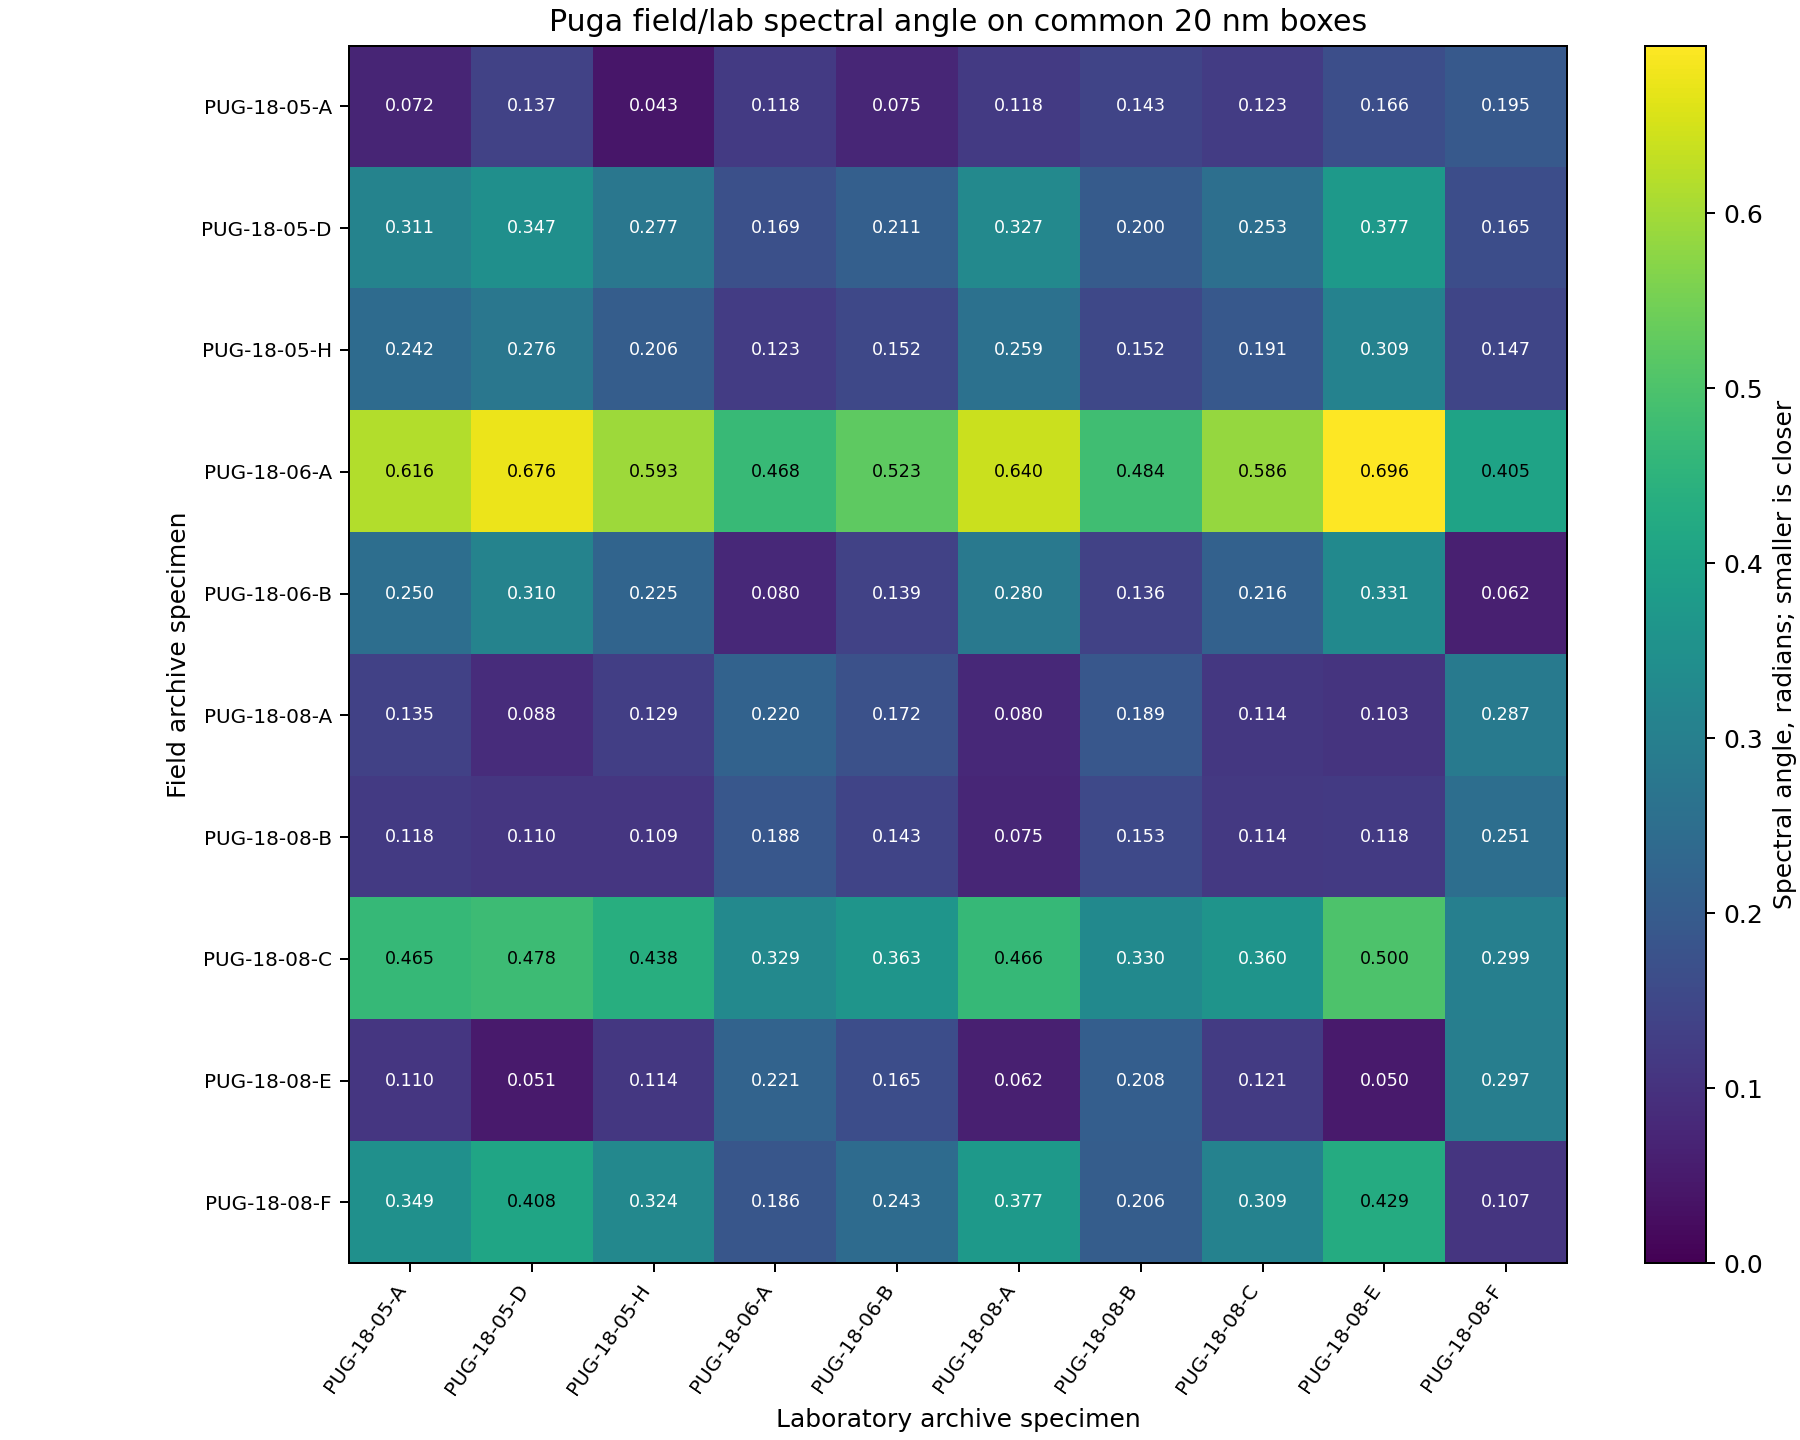 Puga field/lab spectral angle on common 20 nm boxes
PUG-18-05-A 0.072 0.137 0.043 0.118 0.075 0.118 0.143 0.123 0.166 0.195
PUG-18-05-D 0.311 0.347 0.277 0.169 0.211 0.327 0.200 0.253 0.377 0.165
PUG-18-05-H 0.242 0.276 0.206 0.123 0.152 0.259 0.152 0.191 0.309 0.147
PUG-18-06-A 0.616 0.676 0.593 0.468 0.523 0.640 0.484 0.586 0.696 0.405
PUG-18-06-B 0.250 0.310 0.225 0.080 0.139 0.280 0.136 0.216 0.331 0.062
PUG-18-08-A 0.135 0.088 0.129 0.220 0.172 0.080 0.189 0.114 0.103 0.287
PUG-18-08-B 0.118 0.110 0.109 0.188 0.143 0.075 0.153 0.114 0.118 0.251
PUG-18-08-C 0.465 0.478 0.438 0.329 0.363 0.466 0.330 0.360 0.500 0.299
PUG-18-08-E 0.110 0.051 0.114 0.221 0.165 0.062 0.208 0.121 0.050 0.297
PUG-18-08-F 0.349 0.408 0.324 0.186 0.243 0.377 0.206 0.309 0.429 0.107
Field archive specimen
PUG-18-05-A PUG-18-05-D PUG-18-05-H PUG-18-06-A PUG-18-06-B PUG-18-08-A PUG-18-08-B PUG-18-08-C PUG-18-08-E PUG-18-08-F
Laboratory archive specimen
0.6
0.5
0.4
0.3
0.2
0.1
0.0
Spectral angle, radians; smaller is closer